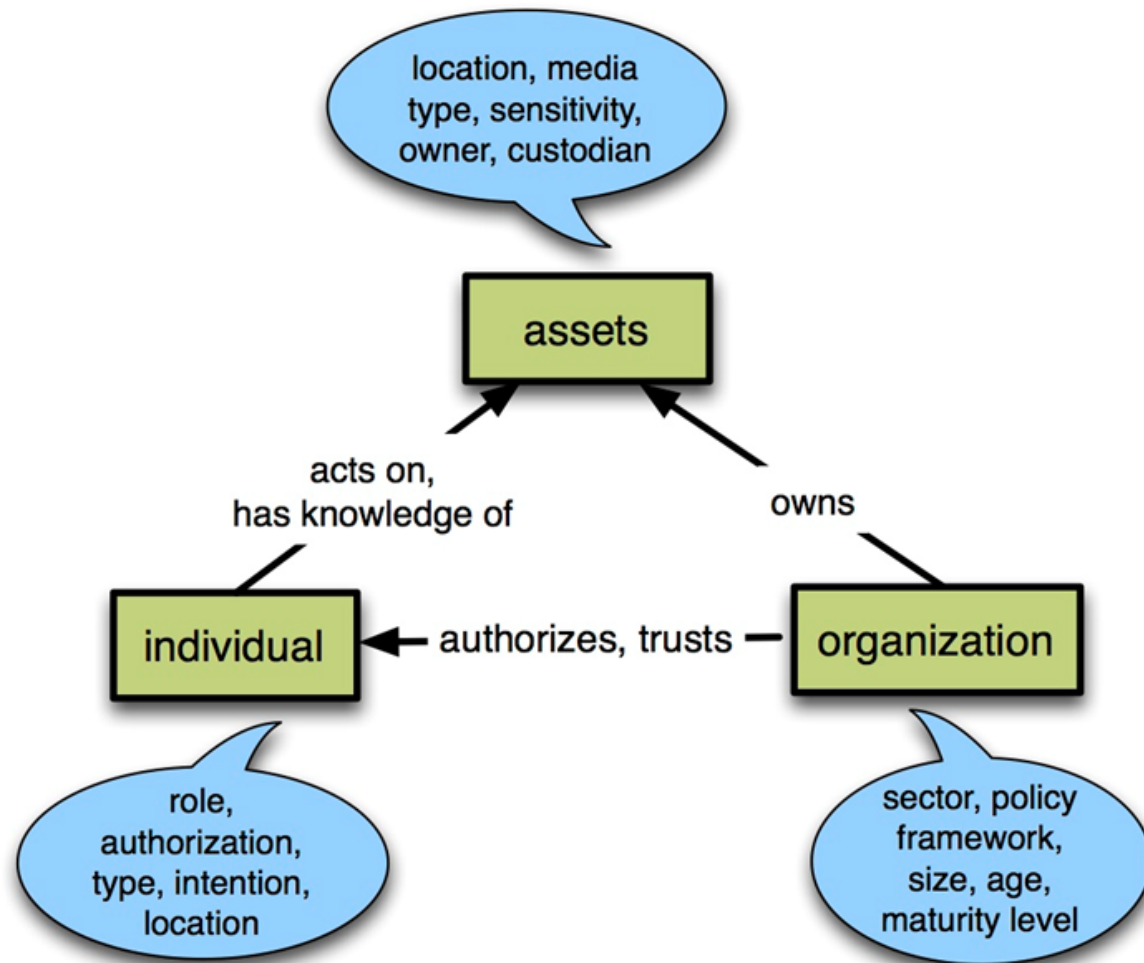 location, media
type, sensitivity,
owner, custodian
assets
acts on,
has knowledge of
owns
individual
authorizes, trusts
organization
role,
authorization,
type, intention,
location
sector, policy
framework,
size, age,
maturity level